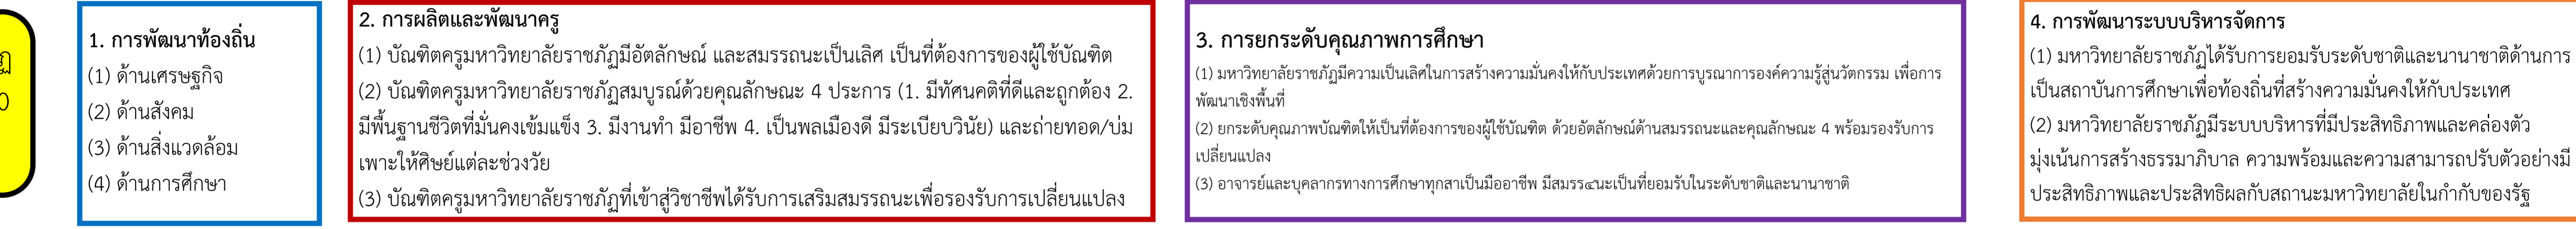 ฏ
0
1. การพัฒนาท้องถิ่น
(1) ด้านเศรษฐกิจ
(2) ด้านสังคม
(3) ด้านสิ่งแวดล้อม
(4) ด้านการศึกษา
2. การผลิตและพัฒนาครู
(1) บัณฑิตครูมหาวิทยาลัยราชภัฏมีอัตลักษณ์ และสมรรถนะเป็นเลิศ เป็นที่ต้องการของผู้ใช้บัณฑิต
(2) บัณฑิตครูมหาวิทยาลัยราชภัฏสมบูรณ์ด้วยคุณลักษณะ 4 ประการ (1. มีทัศนคติที่ดีและถูกต้อง 2.
มีพื้นฐานชีวิตที่มั่นคงเข้มแข็ง 3. มีงานทำ มีอาชีพ 4. เป็นพลเมืองดี มีระเบียบวินัย) และถ่ายทอด/บ่ม
เพาะให้ศิษย์แต่ละช่วงวัย
(3) บัณฑิตครูมหาวิทยาลัยราชภัฏที่เข้าสู่วิชาชีพได้รับการเสริมสมรรถนะเพื่อรองรับการเปลี่ยนแปลง
3. การยกระดับคุณภาพการศึกษา
(1) มหาวิทยาลัยราชภัฏมีความเป็นเลิศในการสร้างความมั่นคงให้กับประเทศด้วยการบูรณาการองค์ความรู้สู่นวัตกรรม เพื่อการ
พัฒนาเชิงพื้นที่
(2) ยกระดับคุณภาพบัณฑิตให้เป็นที่ต้องการของผู้ใช้บัณฑิต ด้วยอัตลักษณ์ด้านสมรรถนะและคุณลักษณะ 4 พร้อมรองรับการ
เปลี่ยนแปลง
(3) อาจารย์และบุคลากรทางการศึกษาทุกสาเป็นมืออาชีพ มีสมรร๔นะเป็นที่ยอมรับในระดับชาติและนานาชาติ
4. การพัฒนาระบบบริหารจัดการ
(1) มหาวิทยาลัยราชภัฏได้รับการยอมรับระดับชาติและนานาชาติด้านการ
เป็นสถาบันการศึกษาเพื่อท้องถิ่นที่สร้างความมั่นคงให้กับประเทศ
(2) มหาวิทยาลัยราชภัฏมีระบบบริหารที่มีประสิทธิภาพและคล่องตัว
มุ่งเน้นการสร้างธรรมาภิบาล ความพร้อมและความสามารถปรับตัวอย่างมี
ประสิทธิภาพและประสิทธิผลกับสถานะมหาวิทยาลัยในกำกับของรัฐ